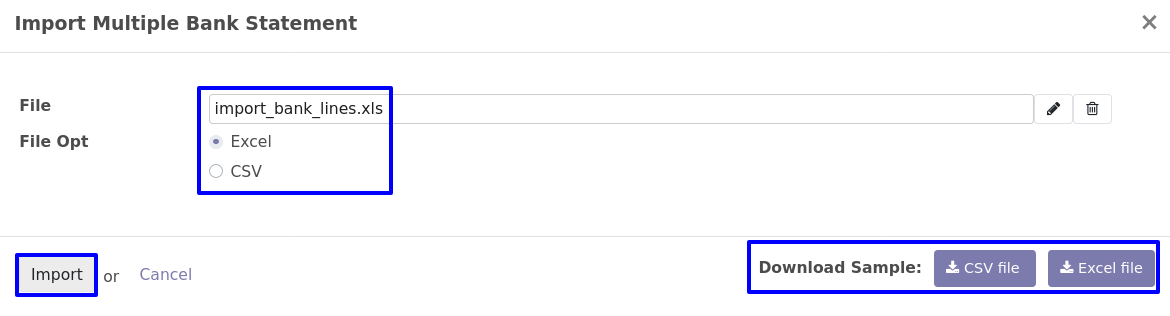 Import Multiple Bank Statement
File
import_bank_lines.xls
File Opt
Excel
CSV
Import or Cancel
Download Sample: CSV file Excel file